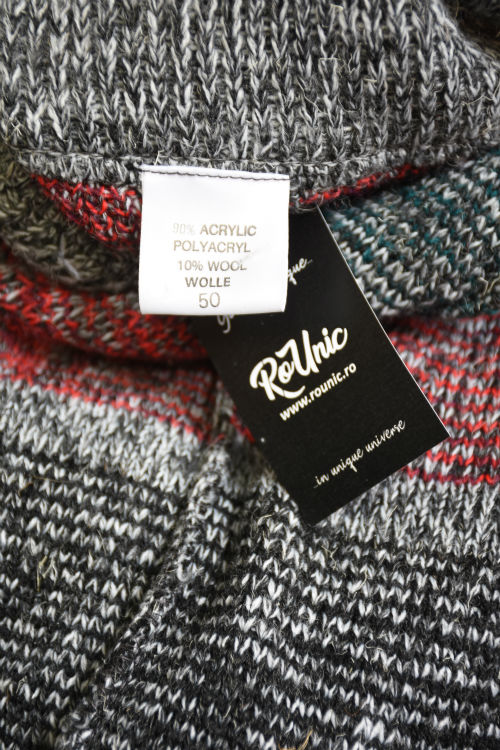 90% ACRYLIC
POLYACRYL
10% WOOL
WOLLE
50
RoUnic
www.rounic.ro
...in unique universe